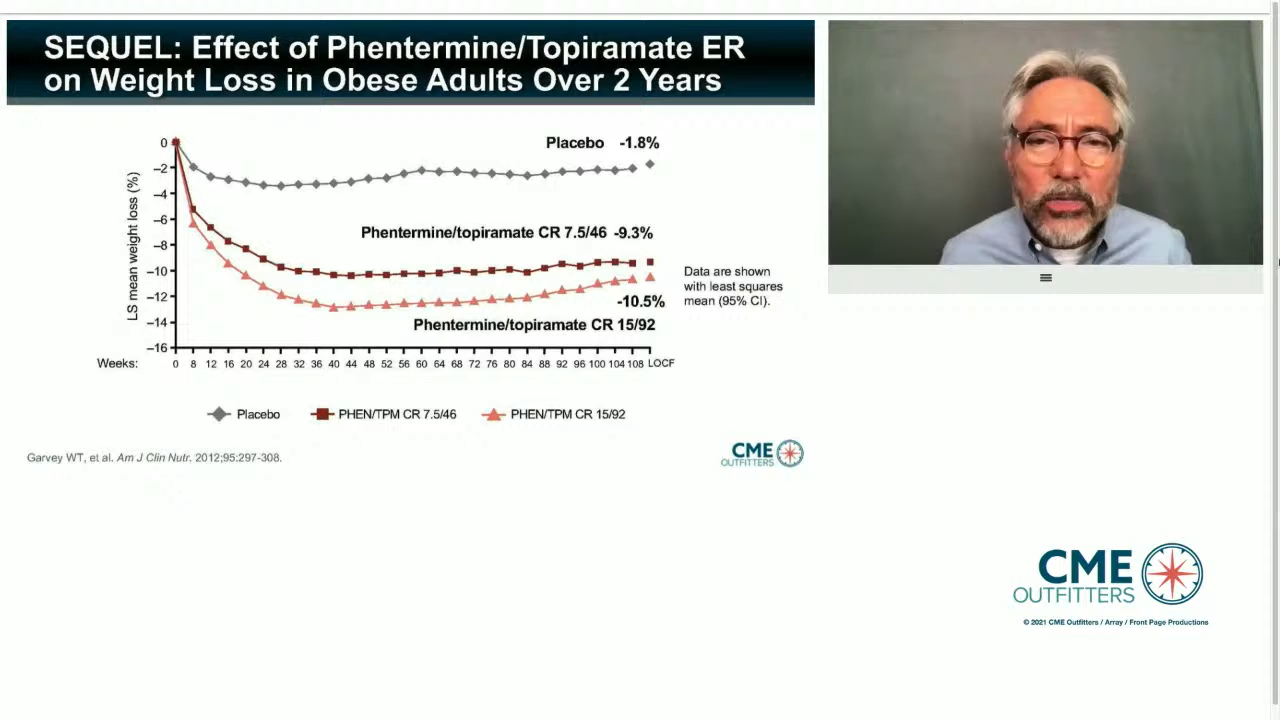 SEQUEL: Effect of Phentermine/Topiramate ER
on Weight Loss in Obese Adults Over 2 Years
LS mean weight loss (%)
0
–2
–4
–6
–8
–10
–12
–14
–16
Placebo -1.8%
Phentermine/topiramate CR 7.5/46 -9.3%
-10.5%
Phentermine/topiramate CR 15/92
Data are shown
with least squares
mean (95% CI).
Weeks: 0 8 12 16 20 24 28 32 36 40 44 48 52 56 60 64 68 72 76 80 84 88 92 96 100 104 108 LOCF
Placebo PHEN/TPM CR 7.5/46 PHEN/TPM CR 15/92
Garvey WT, et al. Am J Clin Nutr. 2012;95:297-308.
CME
OUTFITTERS
CME
OUTFITTERS
© 2021 CME Outfitters / Array / Front Page Productions